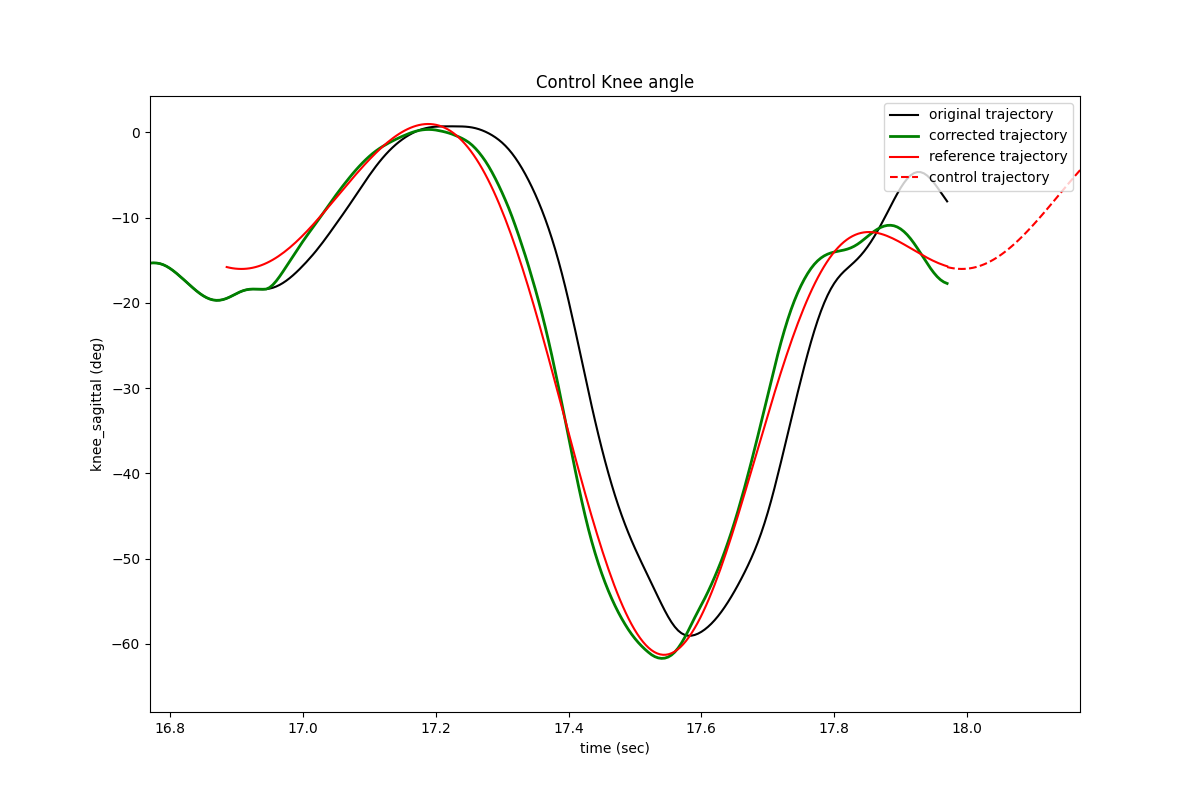 Control Knee angle
original trajectory
corrected trajectory
reference trajectory
control trajectory
0
−10
−20
−30
−40
−50
−60
knee_sagittal (deg)
16.8 17.0 17.2 17.4 17.6 17.8 18.0
time (sec)